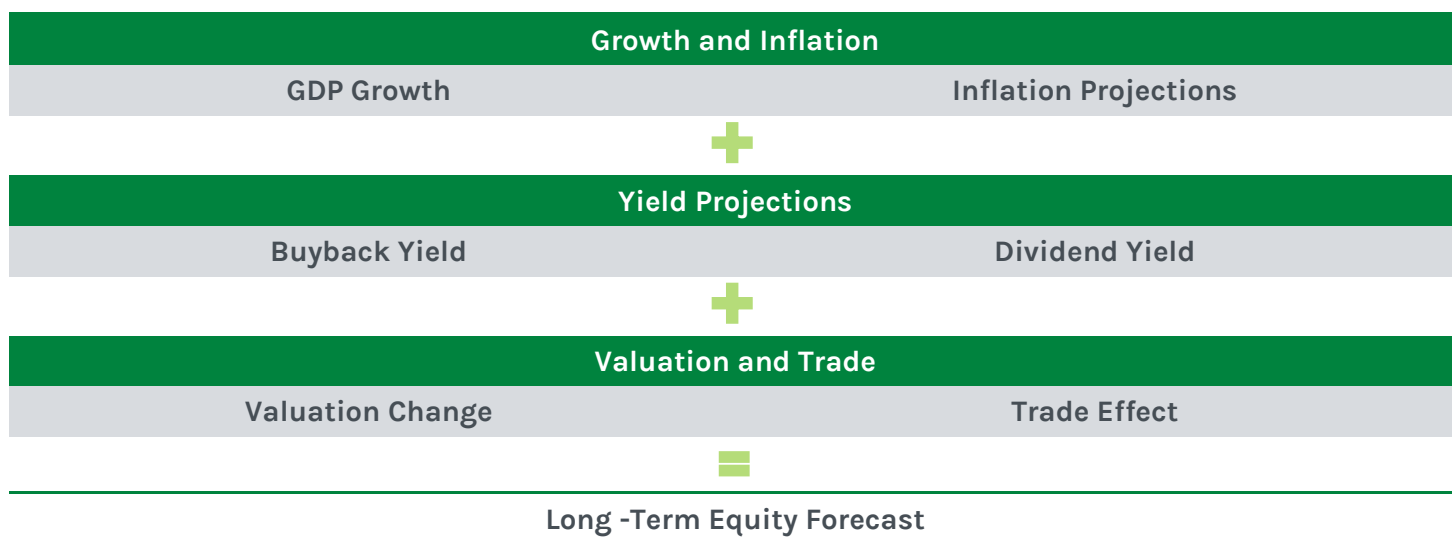 Growth and Inflation
GDP Growth Inflation Projections
+
Yield Projections
Buyback Yield Dividend Yield
+
Valuation and Trade
Valuation Change Trade Effect
=
Long -Term Equity Forecast